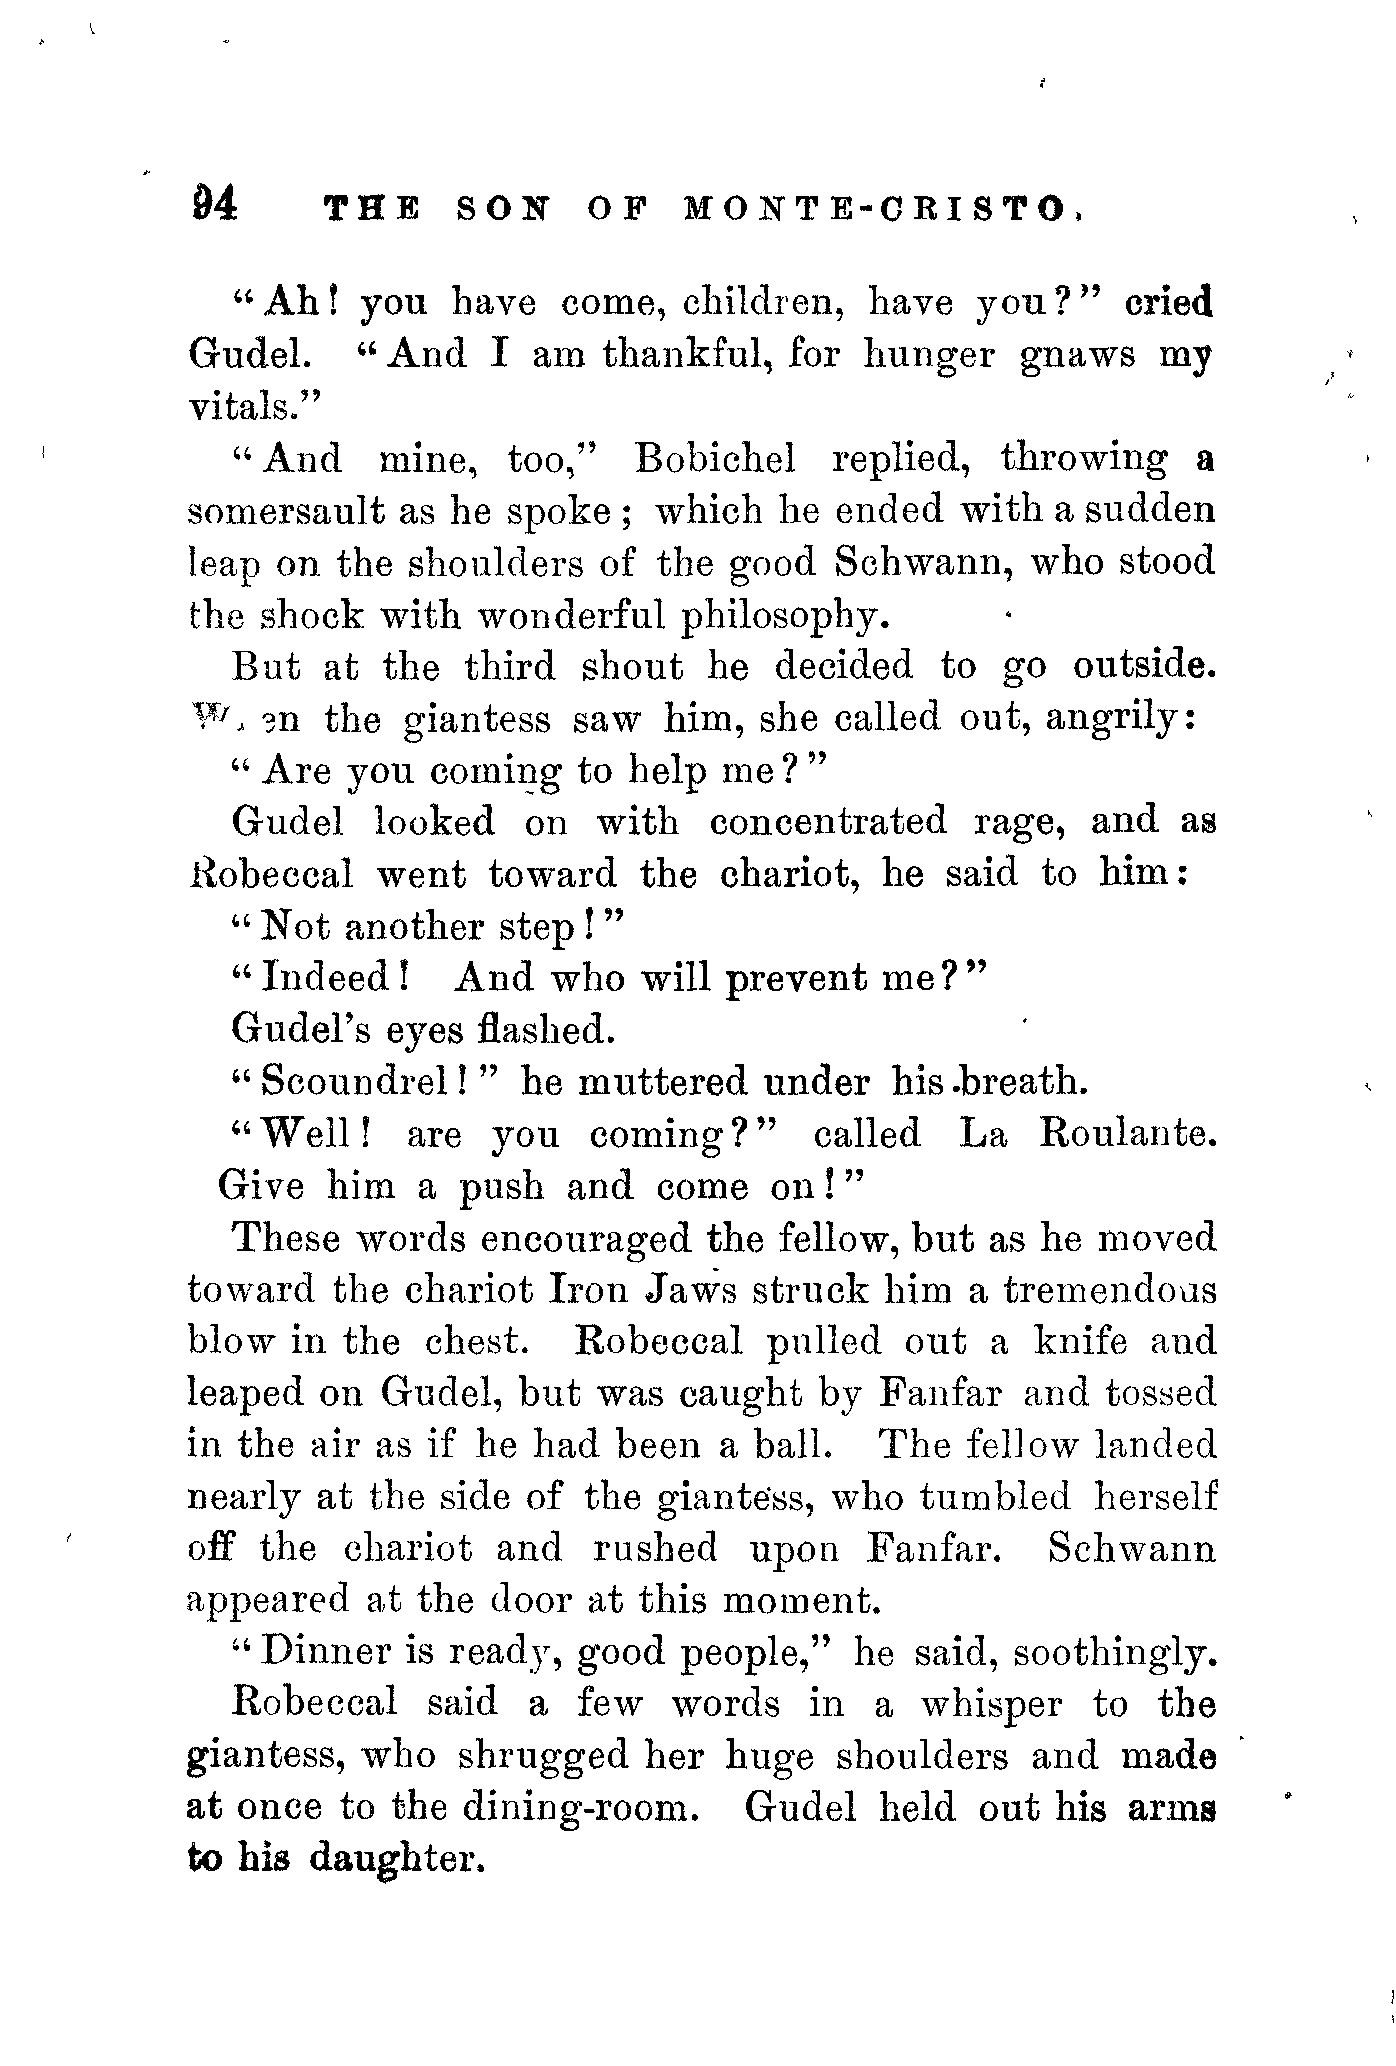 94 THE SON OF MONTE-CRISTO.
“Ah! you have come, children, have you?” cried
Gudel. “And I am thankful, for hunger gnaws my
vitals.”
“And mine, too,” Bobichel replied, throwing a
somersault as he spoke; which he ended with a sudden
leap on the shoulders of the good Schwann, who stood
the shock with wonderful philosophy.
But at the third shout he decided to go outside.
When the giantess saw him, she called out, angrily:
“Are you coming to help me?”
Gudel looked on with concentrated rage, and as
Robeccal went toward the chariot, he said to him:
“Not another step!”
“Indeed! And who will prevent me?”
Gudel’s eyes flashed.
“Scoundrel!” he muttered under his breath.
“Well! are you coming?” called La Roulante.
Give him a push and come on!”
These words encouraged the fellow, but as he moved
toward the chariot Iron Jaws struck him a tremendous
blow in the chest. Robeccal pulled out a knife and
leaped on Gudel, but was caught by Fanfar and tossed
in the air as if he had been a ball. The fellow landed
nearly at the side of the giantess, who tumbled herself
off the chariot and rushed upon Fanfar. Schwann
appeared at the door at this moment.
“Dinner is ready, good people,” he said, soothingly.
Robeccal said a few words in a whisper to the
giantess, who shrugged her huge shoulders and made
at once to the dining-room. Gudel held out his arms
to his daughter.